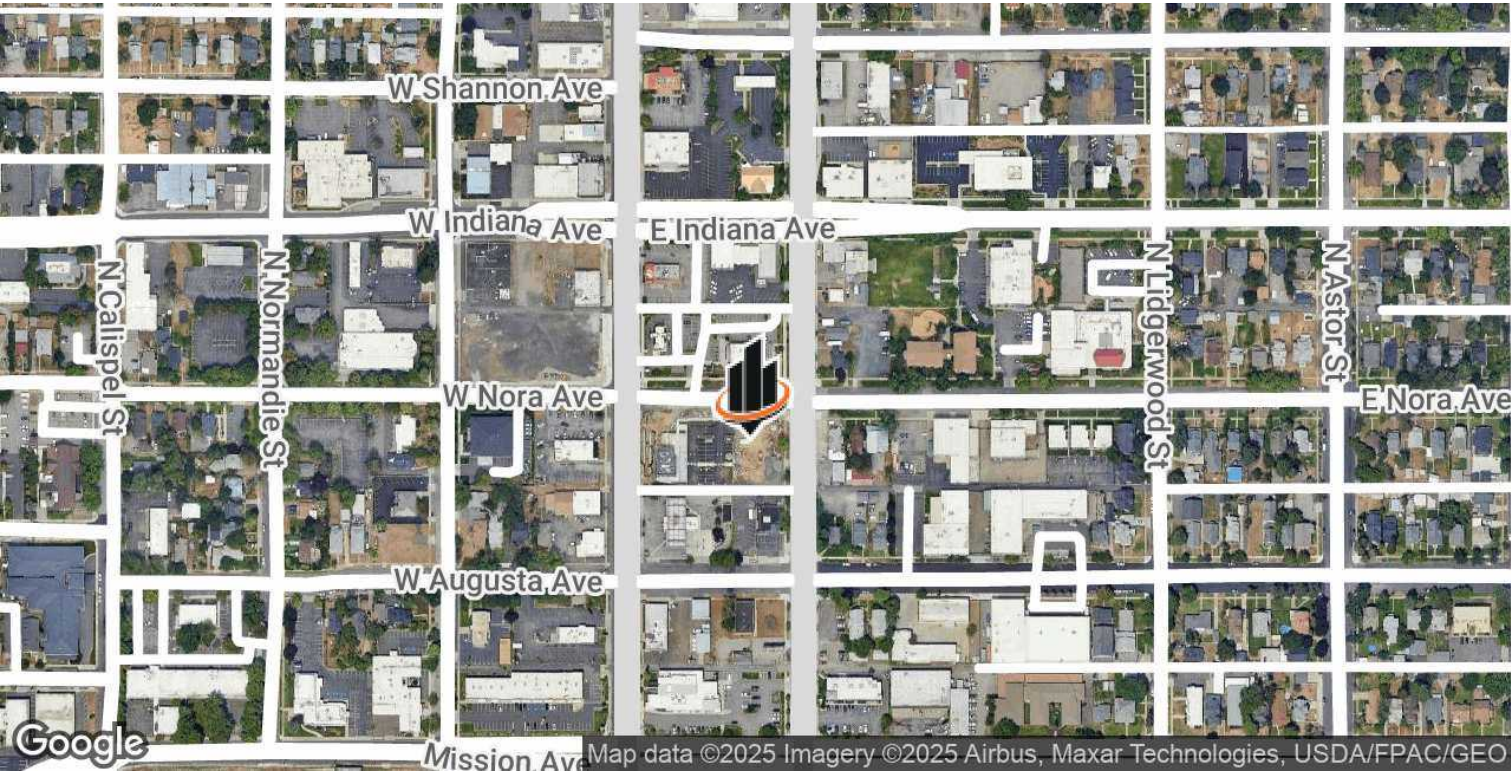 W Shannon Ave
W Indiana Ave
E Indiana Ave
N Calispel St
N Normandie St
N Lidgerwood St
N Astor St
W Nora Ave
E Nora Ave
W Augusta Ave
Mission Ave
Google
Map data ©2025 Imagery ©2025 Airbus, Maxar Technologies, USDA/FPAC/GEO